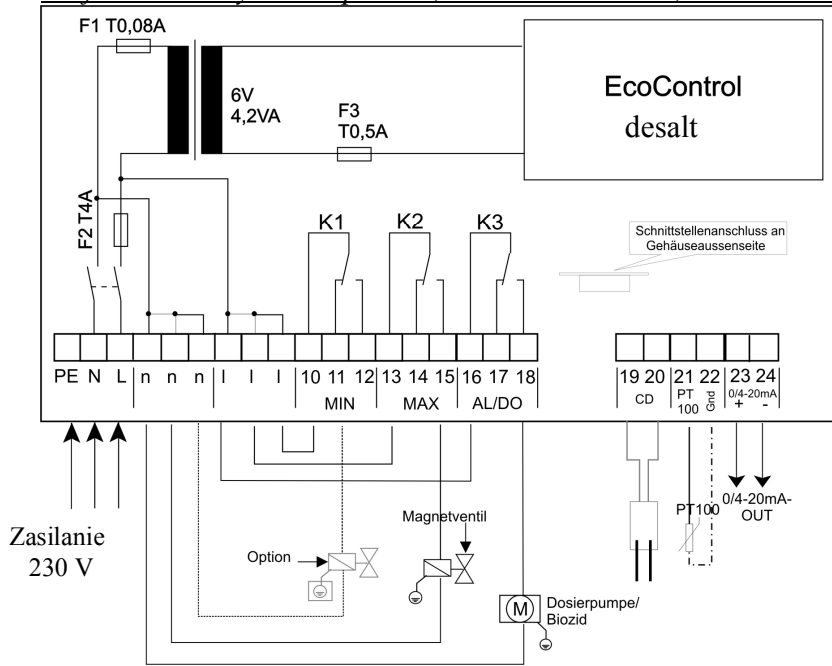 F1 T0,08A
6V
4,2VA
F3
T0,5A
EcoControl
desalt
F2 T4A
K1 K2 K3
Schnittstellenanschluss an
Gehäuseaussenseite
PE N L n n n l l l 10 11 12 13 14 15 16 17 18 19 20 21 22 23 24
MIN MAX AL/DO CD PT 100 Gnd 0/4-20mA + -
Zasilanie
230 V
Option
Magnetventil
Dosierpumpe/
Biozid
M
PT100
0/4-20mA-
OUT